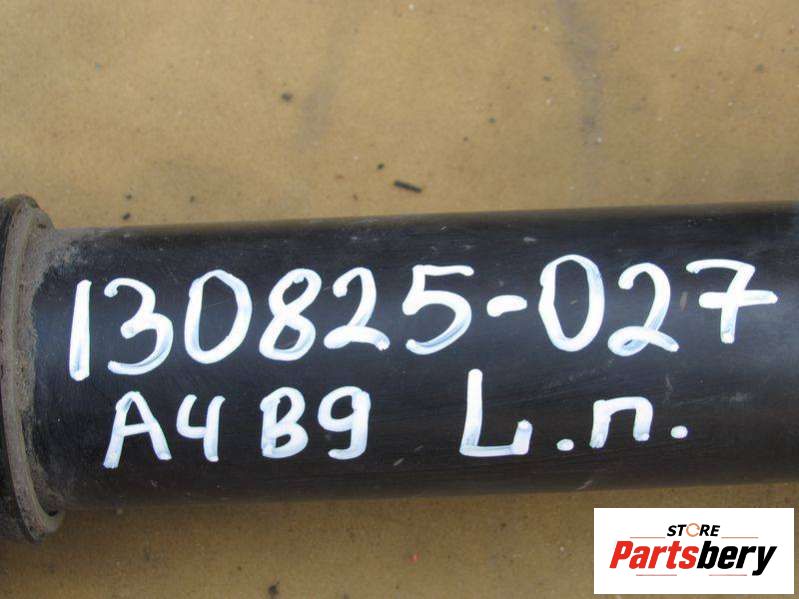 130825-027
A4 B9 L.п.
STORE
Partsbery